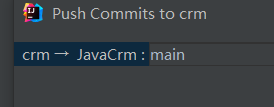 Push Commits to crm
crm → JavaCrm : main